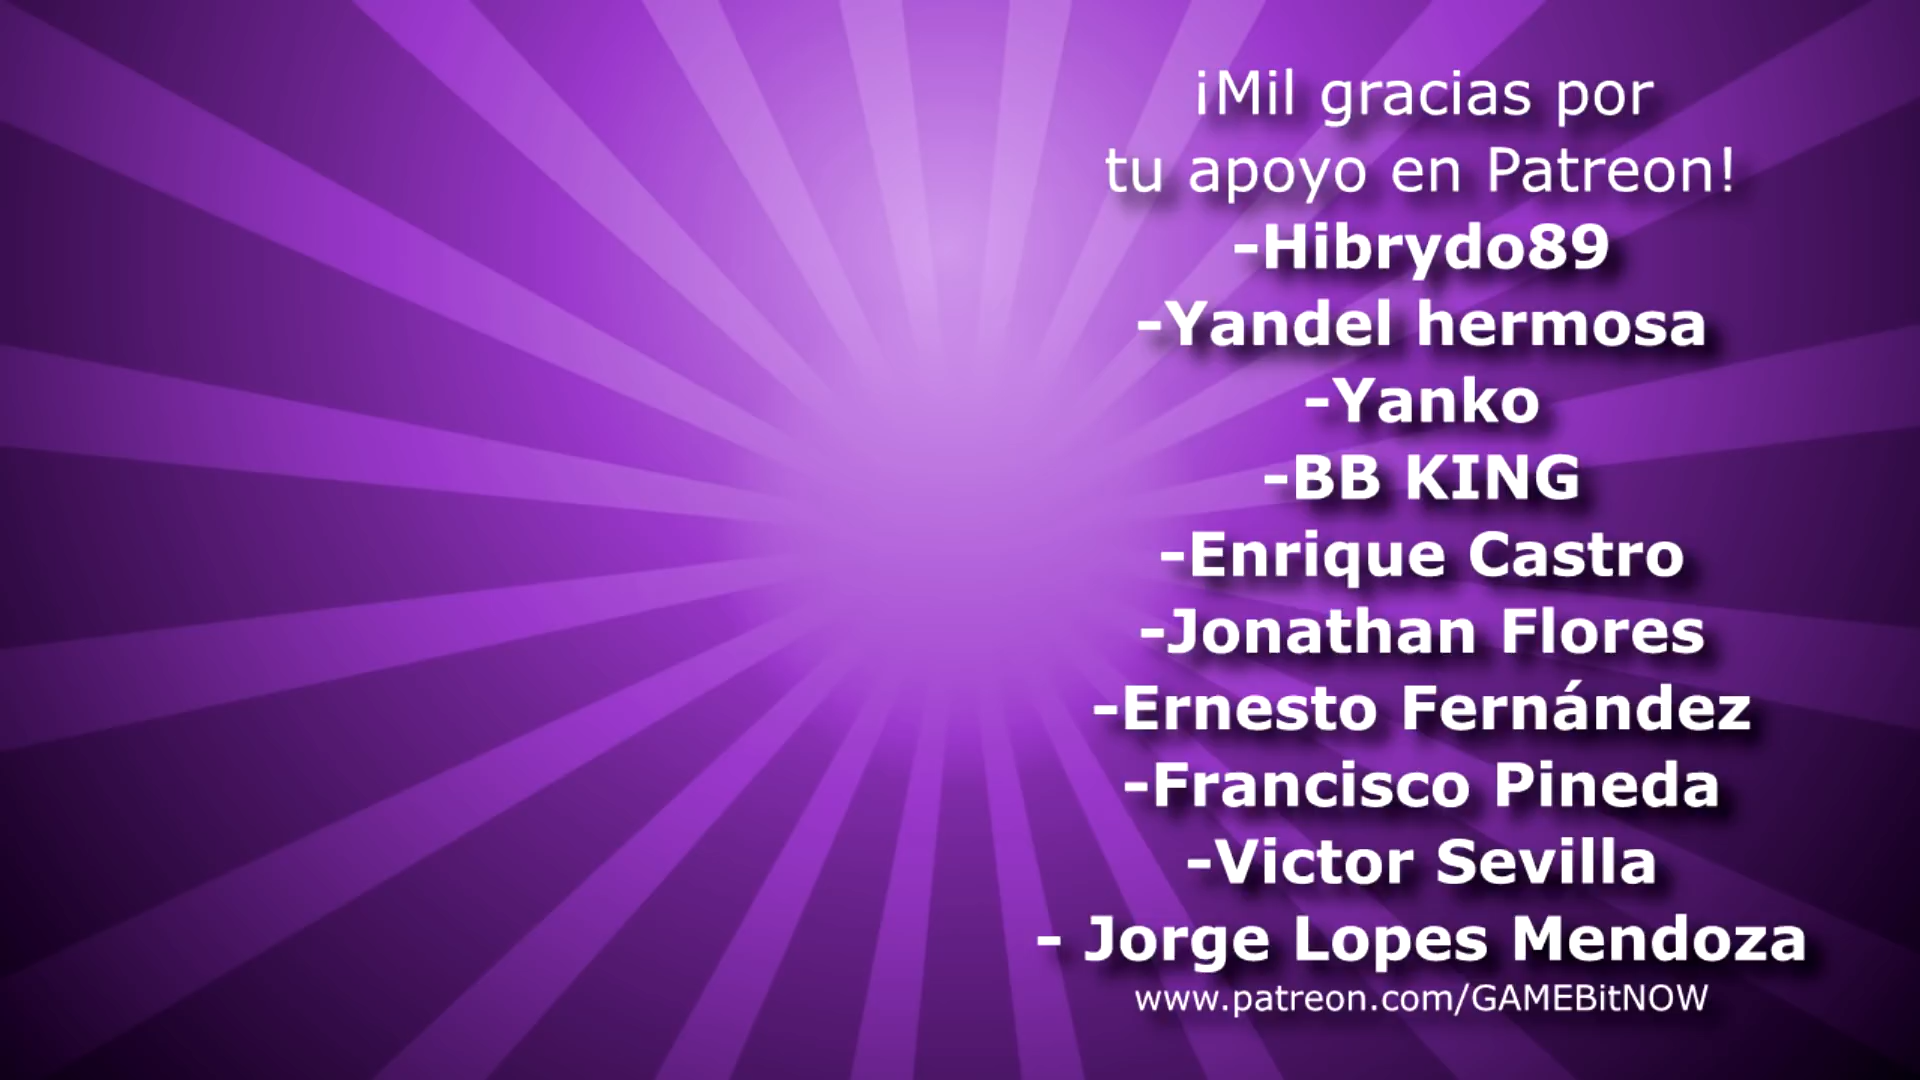 ¡Mil gracias por
tu apoyo en Patreon!
-Hibrydo89
-Yandel hermosa
-Yanko
-BB KING
-Enrique Castro
-Jonathan Flores
-Ernesto Fernández
-Francisco Pineda
-Victor Sevilla
- Jorge Lopes Mendoza
www.patreon.com/GAMEBitNOW